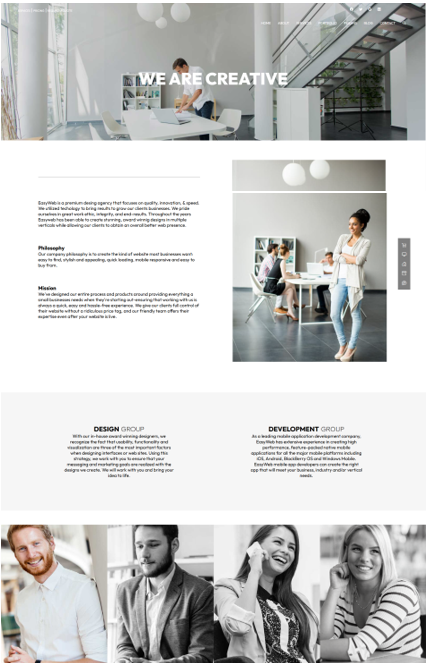 HOME ABOUT BLOG CONTACT
WE ARE CREATIVE
EasyWeb is a premium desing agency that focuses on quality, innovation, & speed.
We utilized technology to bring results to grow our clients businesses. We pride
ourselves in great work ethic, integrity, and end-results. Throughout the years
Easyweb has been able to create stunning, award winnig designs in multiple
verticals while allowing our clients to obtain an overall better web presence.
Philosophy
Our company philosophy is to create the kind of website most businesses want:
easy to find, stylish and appealing, quick loading, mobile responsive and easy to
buy from.
Mission
We've designed our entire process and products around providing everything a
small businesses needs when they're starting out-ensuring that working with us is
always a quick, easy and hassle-free experience. We give our clients full control of
their website without a ridiculous price tag, and our friendly team offers their
expertise even after your website is live.
DESIGN GROUP
With our in-house award winning designers, we
recognize the fact that usability, functionality and
visualization are three of the most important factors
when designing interfaces or web sites. Using this
strategy, we work with you to ensure that your
messaging and marketing goals are realized with the
designs we create. We will work with you and bring your
idea to life.
DEVELOPMENT GROUP
As a leading mobile application development company,
EasyWeb has extensive experience in creating high
performance, feature-packed native mobile
applications for all the major mobile platforms including
iOS, Android, BlackBerry OS and Windows Mobile.
EasyWeb mobile app developers can create the right
app that will meet your business, industry and/or vertical
needs.